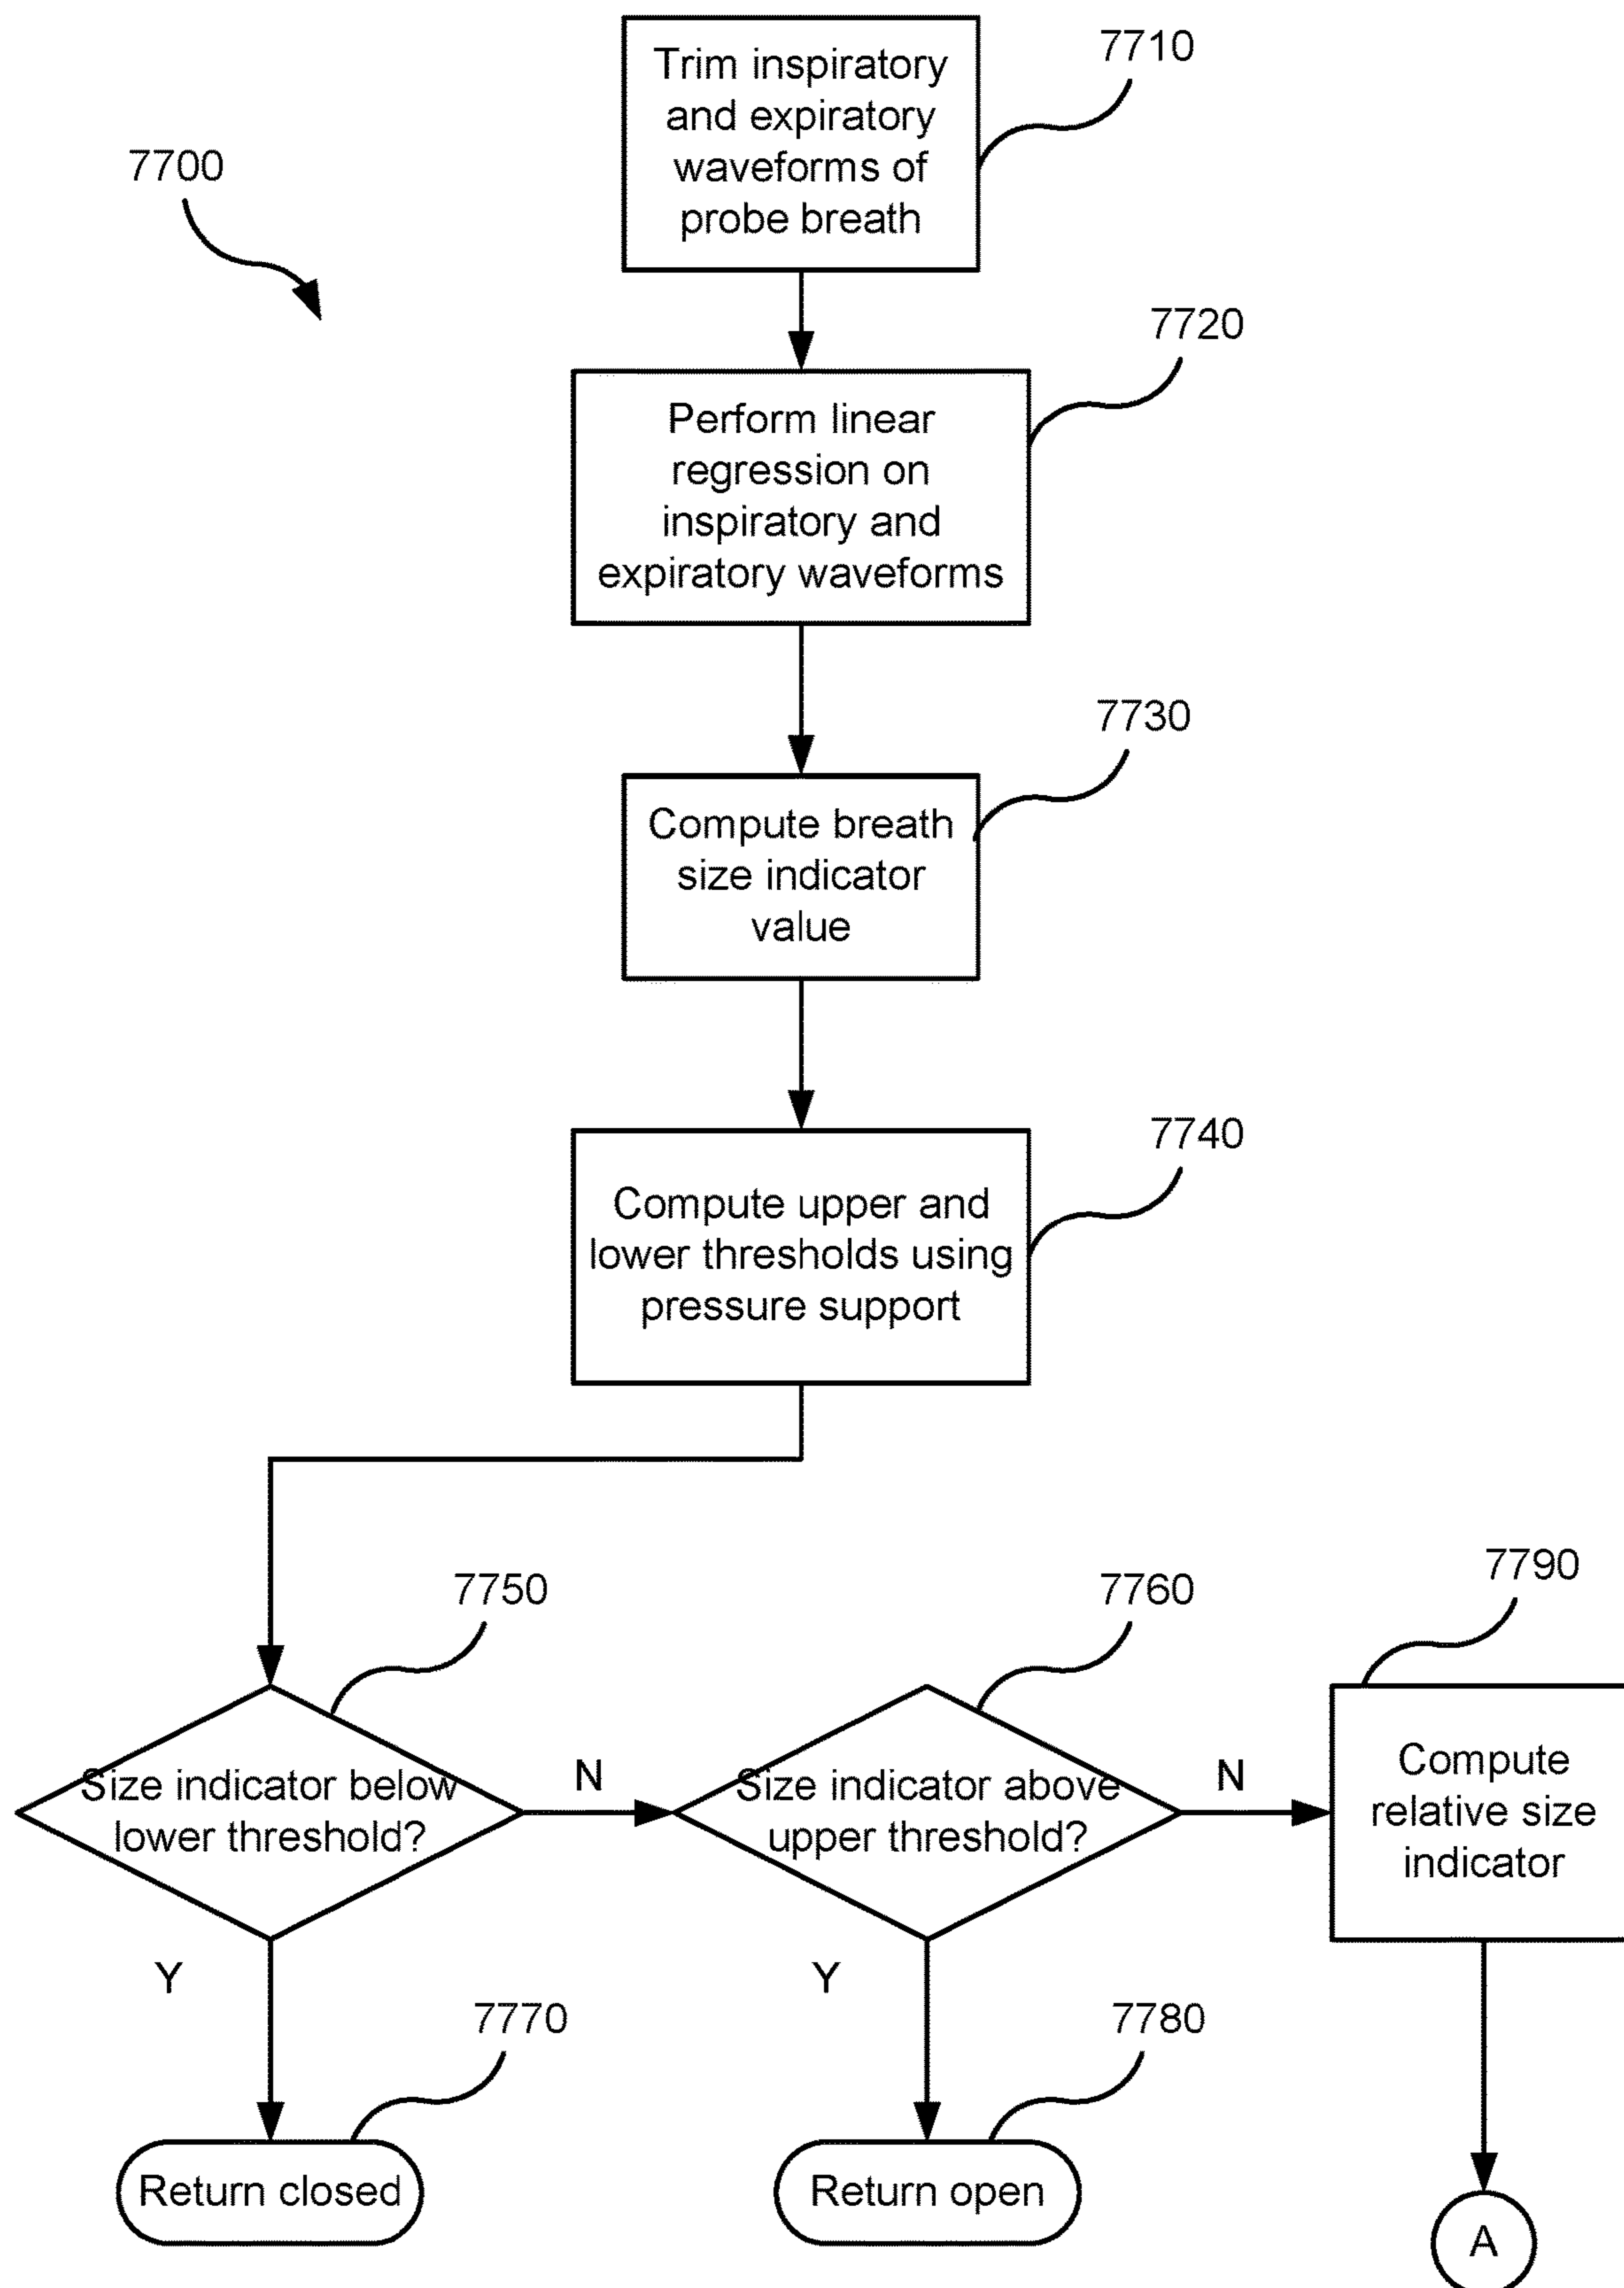 7710
Trim inspiratory
and expiratory
waveforms of
probe breath
7700
7720
Perform linear
regression on
inspiratory and
expiratory waveforms
7730
Compute breath
size indicator
value
7740
Compute upper and
lower thresholds using
pressure support
7750
Size indicator below
lower threshold?
N
Y
7760
Size indicator above
upper threshold?
N
Y
7790
Compute
relative size
indicator
7770
Return closed
7780
Return open
A